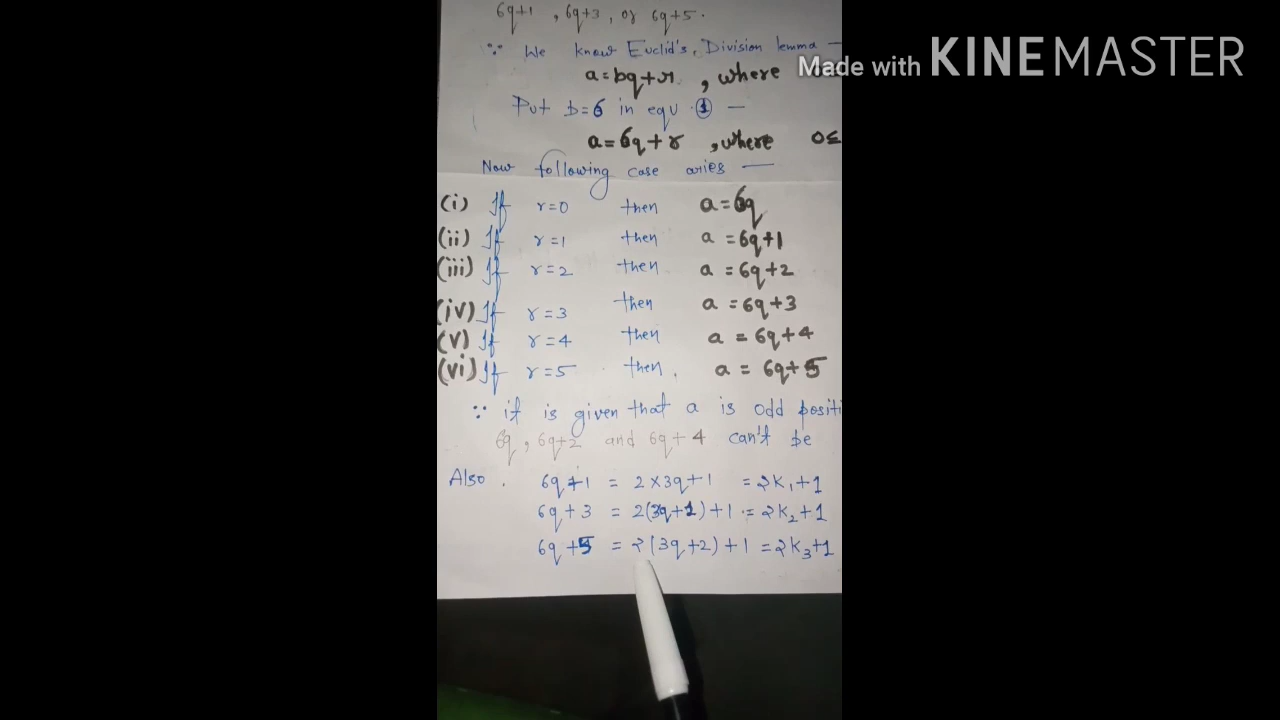 6q+1 , 6q+3 , or 6q+5.
∵ We know Euclid's, Division lemma —
Made with KINEMASTER
a=bq+r , where
Put b=6 in equ ① —
a=6q+r , where 0≤
Now following case aries —
(i) If r=0 then a=6q
(ii) If r=1 then a=6q+1
(iii) If r=2 then a=6q+2
(iv) If r=3 then a=6q+3
(v) If r=4 then a=6q+4
(vi) If r=5 then, a=6q+5
∵ it is given that a is odd positi
6q, 6q+2 and 6q+4 can't be
Also. 6q+1 = 2×3q+1 = 2K₁+1
6q+3 = 2(3q+1)+1 = 2K₂+1
6q+5 = 2(3q+2)+1 = 2K₃+1